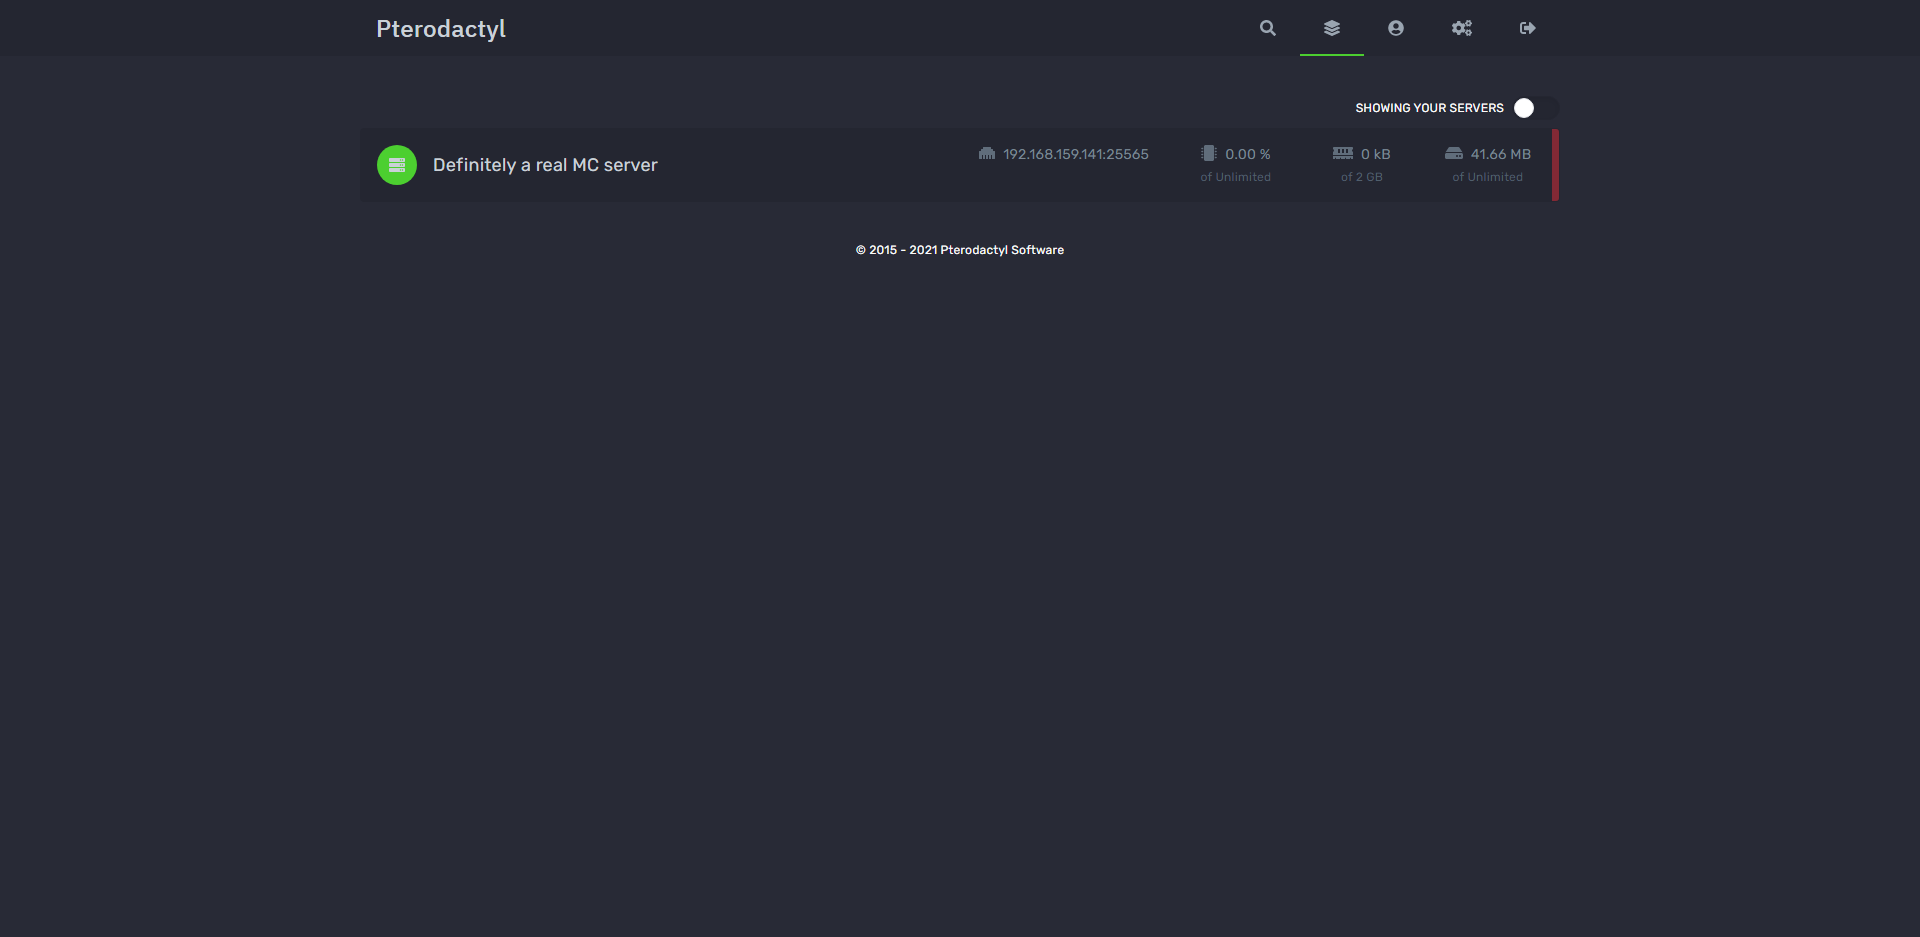 Pterodactyl
SHOWING YOUR SERVERS
Definitely a real MC server
192.168.159.141:25565
0.00 %
of Unlimited
0 kB
of 2 GB
41.66 MB
of Unlimited
© 2015 - 2021 Pterodactyl Software